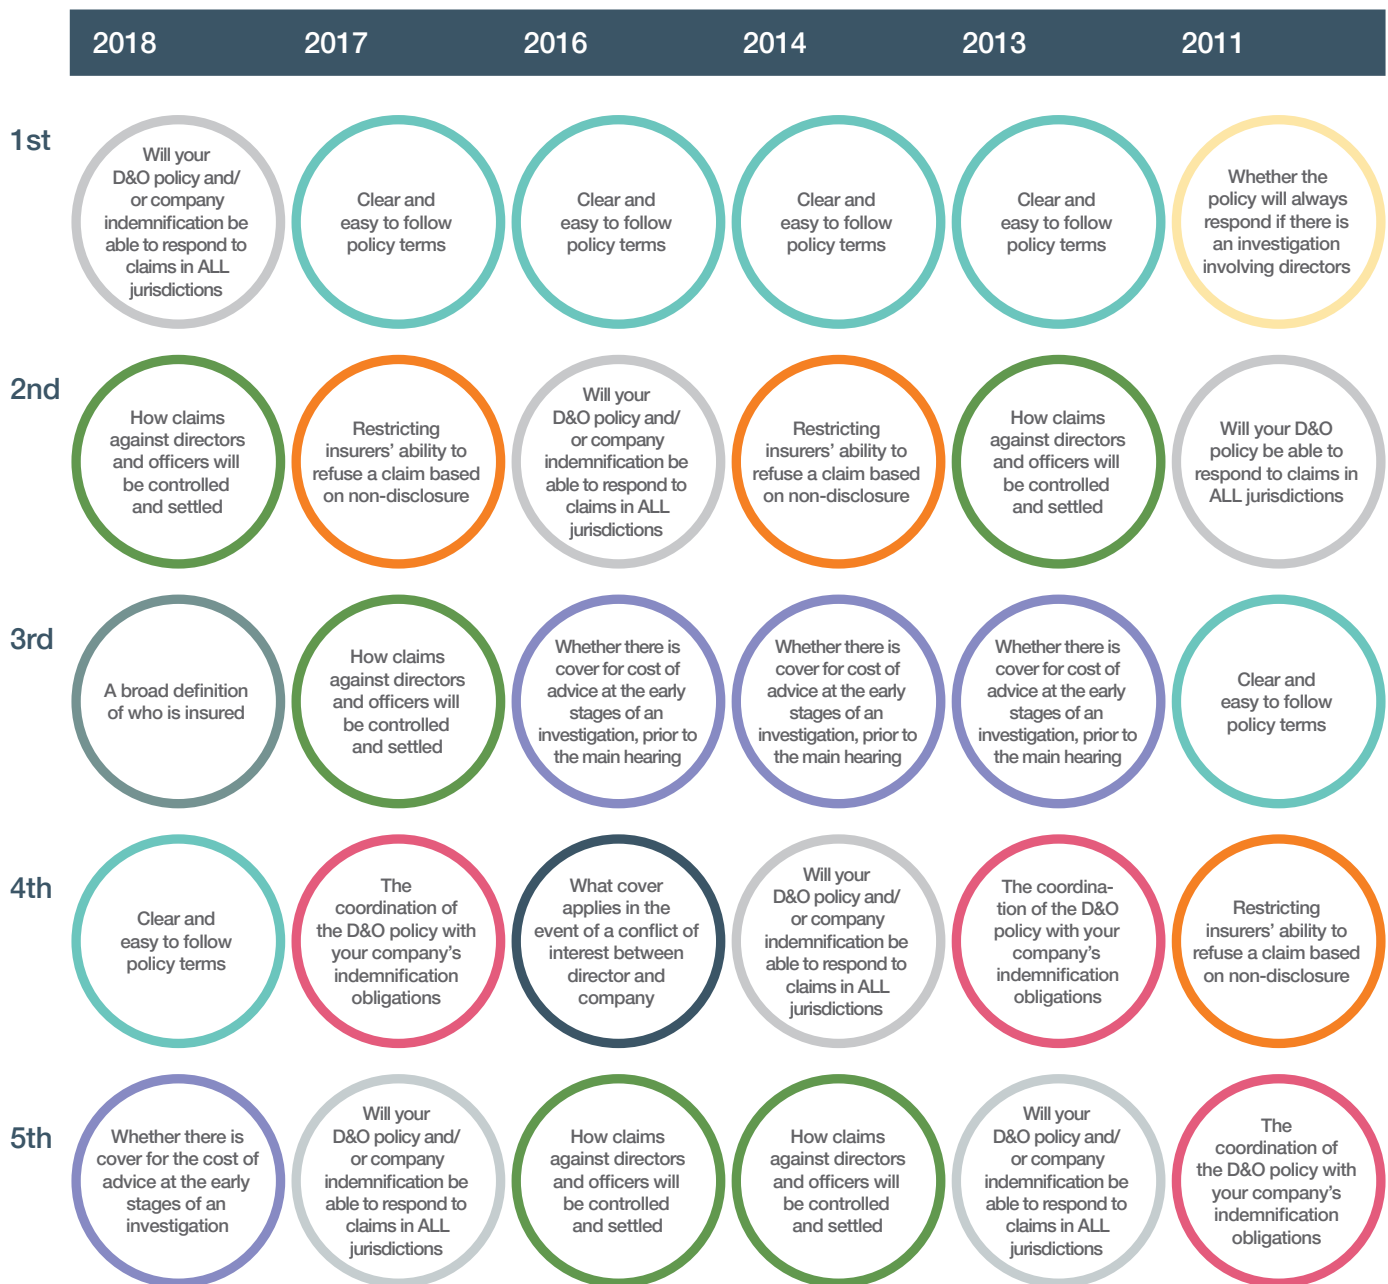 2018 2017 2016 2014 2013 2011
1st
Will your
D&O policy and/
or company
indemnification be
able to respond to
claims in ALL
jurisdictions
Clear and
easy to follow
policy terms
Clear and
easy to follow
policy terms
Clear and
easy to follow
policy terms
Clear and
easy to follow
policy terms
Whether the
policy will always
respond if there is
an investigation
involving directors
2nd
How claims
against directors
and officers will
be controlled
and settled
Restricting
insurers’ ability to
refuse a claim based
on non-disclosure
Will your
D&O policy and/
or company
indemnification be
able to respond to
claims in ALL
jurisdictions
Restricting
insurers’ ability to
refuse a claim based
on non-disclosure
How claims
against directors
and officers will
be controlled
and settled
Will your D&O
policy be able to
respond to claims in
ALL jurisdictions
3rd
A broad definition
of who is insured
How claims
against directors
and officers will
be controlled
and settled
Whether there is
cover for cost of
advice at the early
stages of an
investigation, prior to
the main hearing
Whether there is
cover for cost of
advice at the early
stages of an
investigation, prior to
the main hearing
Whether there is
cover for cost of
advice at the early
stages of an
investigation, prior to
the main hearing
Clear and
easy to follow
policy terms
4th
Clear and
easy to follow
policy terms
The
coordination of
the D&O policy with
your company’s
indemnification
obligations
What cover
applies in the
event of a conflict of
interest between
director and
company
Will your
D&O policy and/
or company
indemnification be
able to respond to
claims in ALL
jurisdictions
The coordina-
tion of the D&O
policy with your
company’s
indemnification
obligations
Restricting
insurers’ ability to
refuse a claim based
on non-disclosure
5th
Whether there is
cover for the cost of
advice at the early
stages of an
investigation
Will your
D&O policy and/
or company
indemnification be
able to respond to
claims in ALL
jurisdictions
How claims
against directors
and officers will
be controlled
and settled
How claims
against directors
and officers will
be controlled
and settled
Will your
D&O policy and/
or company
indemnification be
able to respond to
claims in ALL
jurisdictions
The
coordination of
the D&O policy with
your company’s
indemnification
obligations